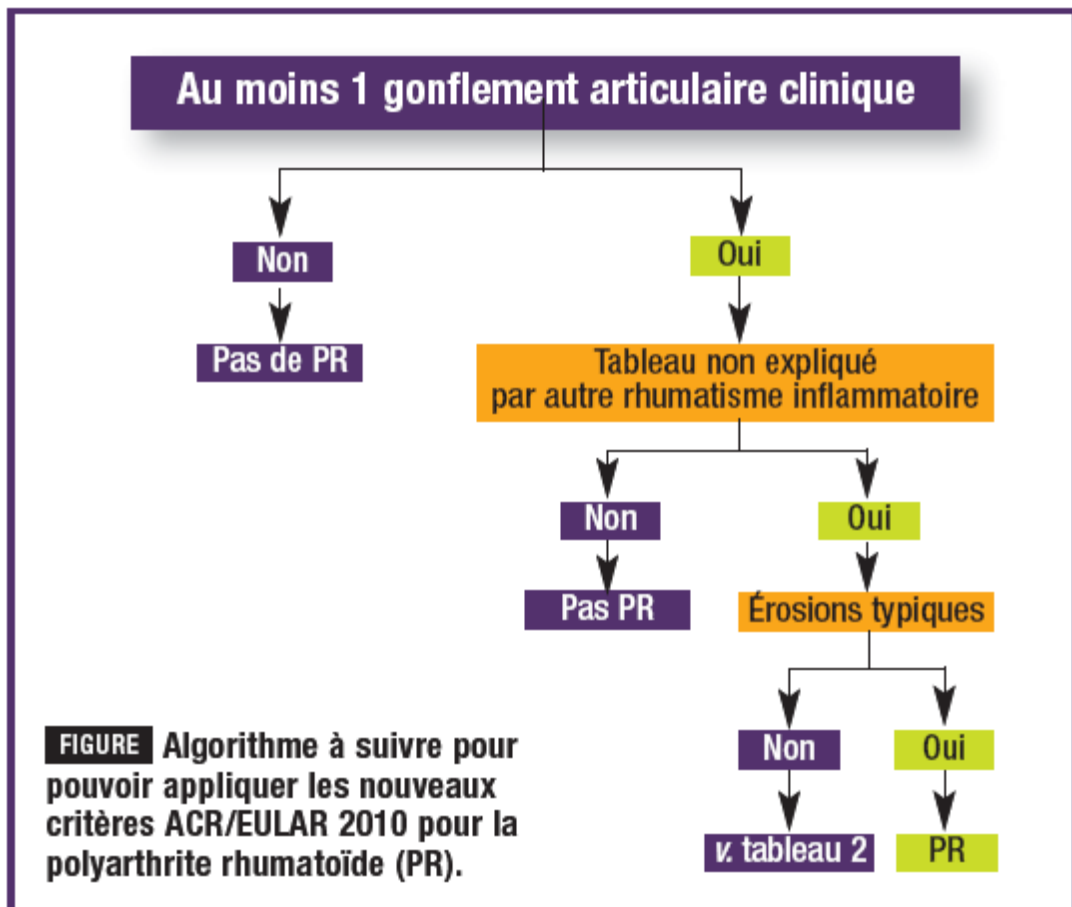 Au moins 1 gonflement articulaire clinique
Non
Oui
Pas de PR
Tableau non expliqué
par autre rhumatisme inflammatoire
Non
Oui
Pas PR
Érosions typiques
Non
Oui
v. tableau 2
PR
FIGURE Algorithme à suivre pour
pouvoir appliquer les nouveaux
critères ACR/EULAR 2010 pour la
polyarthrite rhumatoïde (PR).